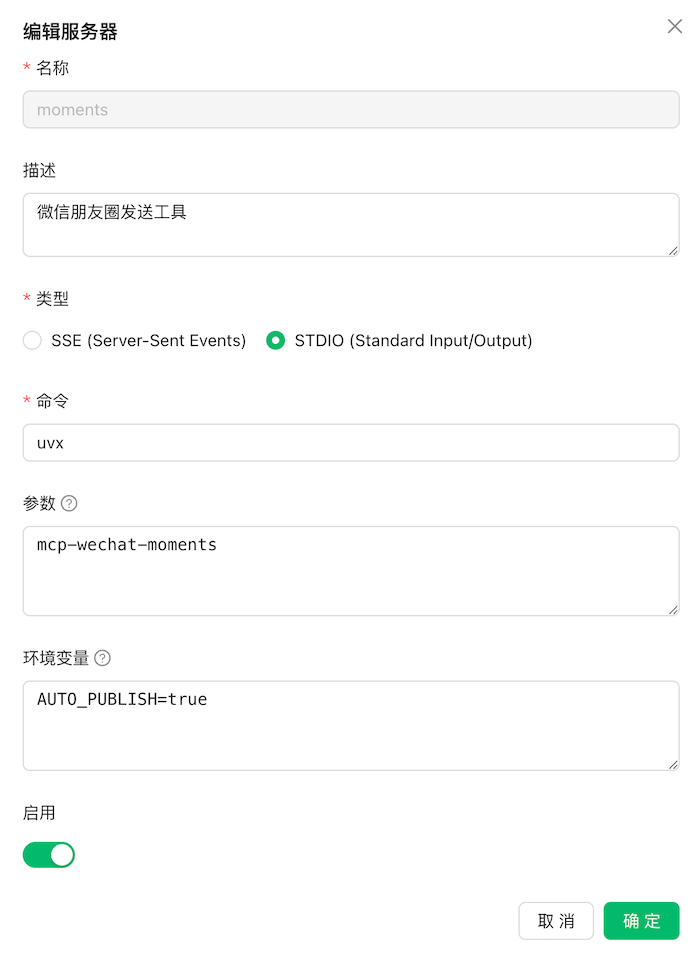 编辑服务器
* 名称
moments
描述
微信朋友圈发送工具
* 类型
SSE (Server-Sent Events) STDIO (Standard Input/Output)
* 命令
uvx
参数 ?
mcp-wechat-moments
环境变量 ?
AUTO_PUBLISH=true
启用
取 消 确 定